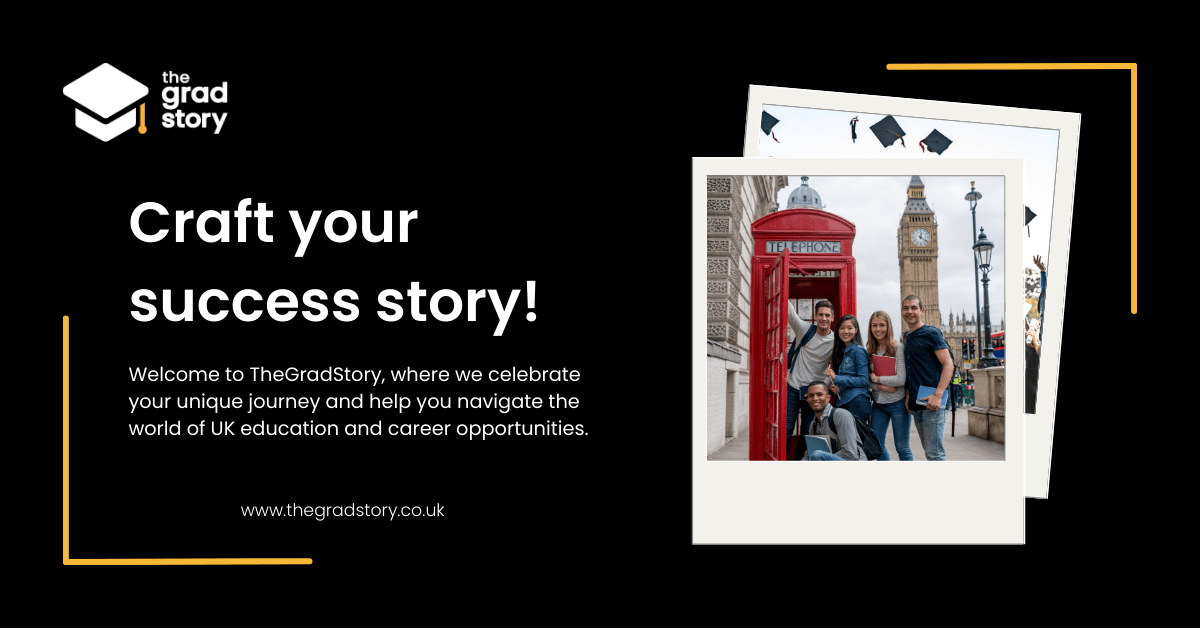 the
grad
story
Craft your
success story!
Welcome to TheGradStory, where we celebrate
your unique journey and help you navigate the
world of UK education and career opportunities.
www.thegradstory.co.uk
TELEPHONE